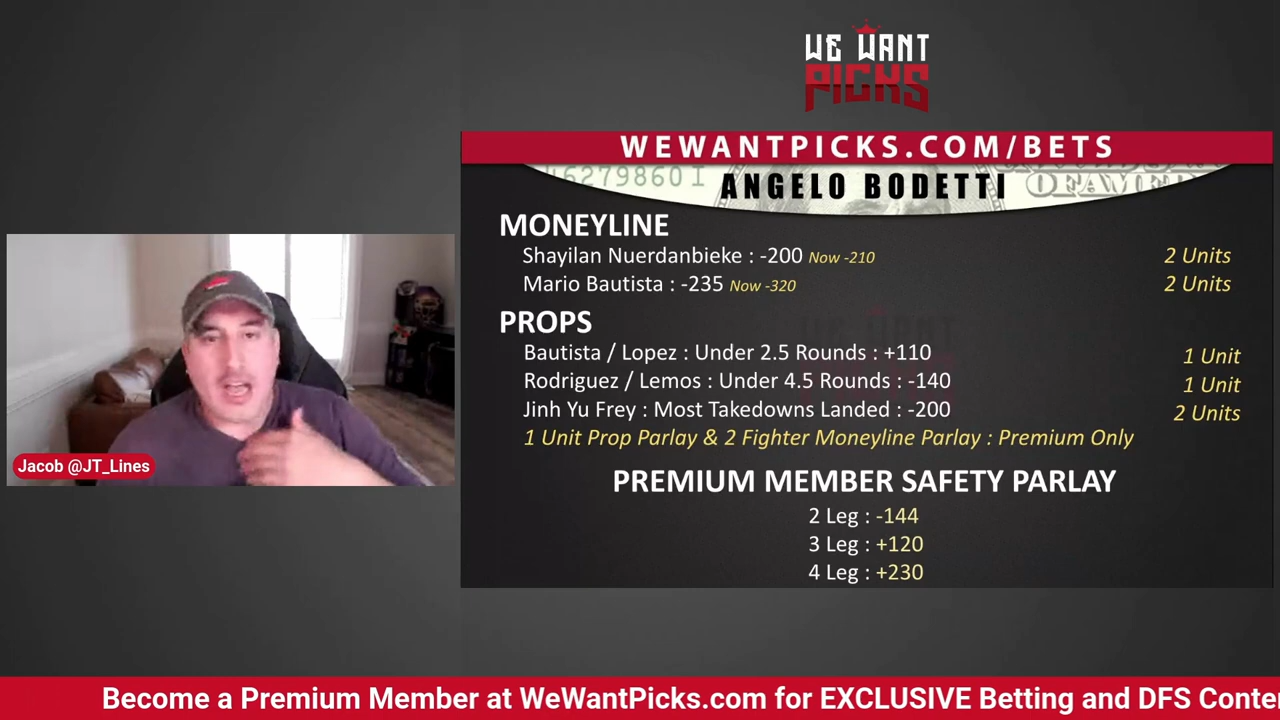 WE WANT
PICKS
WEWANTPICKS.COM/BETS
16279860 I
ANGELO BODETTI
MONEYLINE
Shayilan Nuerdanbieke : -200 Now -210 2 Units
Mario Bautista : -235 Now -320 2 Units
PROPS
Bautista / Lopez : Under 2.5 Rounds : +110 1 Unit
Rodriguez / Lemos : Under 4.5 Rounds : -140 1 Unit
Jinh Yu Frey : Most Takedowns Landed : -200 2 Units
1 Unit Prop Parlay & 2 Fighter Moneyline Parlay : Premium Only
Jacob @JT_Lines
PREMIUM MEMBER SAFETY PARLAY
2 Leg : -144
3 Leg : +120
4 Leg : +230
Become a Premium Member at WeWantPicks.com for EXCLUSIVE Betting and DFS Conte